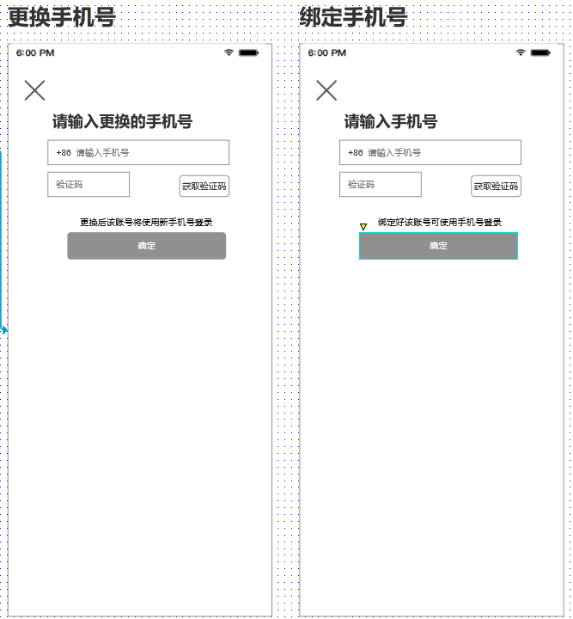 更换手机号
6:00 PM
请输入更换的手机号
+86 请输入手机号
验证码
获取验证码
更换后该账号将使用新手机号登录
确定
绑定手机号
6:00 PM
请输入手机号
+86 请输入手机号
验证码
获取验证码
绑定好该账号可使用手机号登录
确定